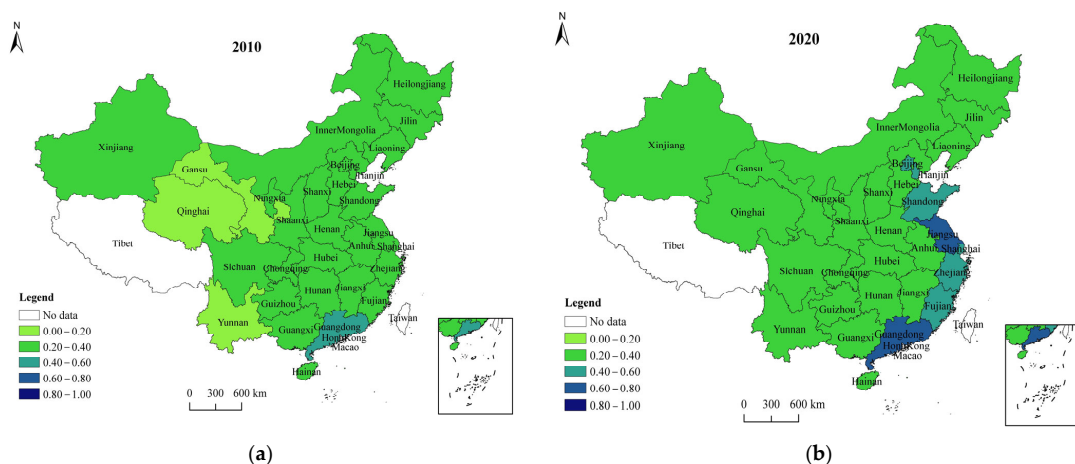 N
2010
Heilongjiang
Jilin
InnerMongolia
Liaoning
Xinjiang
Beijing
Tianjin
Gansu
Hebei
Shanxi
Ningxia
Shandong
Qinghai
Shaanxi
Henan
Jiangsu
Tibet
Anhui
Shanghai
Hubei
Sichuan
Chongqing
Zhejiang
Hunan
Jiangxi
Guizhou
Fujian
Yunnan
Guangxi
Guangdong
Taiwan
HongKong
Macao
Hainan
Legend
No data
0.00–0.20
0.20–0.40
0.40–0.60
0.60–0.80
0.80–1.00
0 300 600 km
(a)
N
2020
Heilongjiang
Jilin
InnerMongolia
Liaoning
Xinjiang
Beijing
Tianjin
Gansu
Hebei
Shanxi
Ningxia
Shandong
Qinghai
Shaanxi
Henan
Jiangsu
Tibet
Anhui
Shanghai
Hubei
Sichuan
Chongqing
Zhejiang
Hunan
Jiangxi
Guizhou
Fujian
Yunnan
Guangxi
Guangdong
Taiwan
HongKong
Macao
Hainan
Legend
No data
0.00–0.20
0.20–0.40
0.40–0.60
0.60–0.80
0.80–1.00
0 300 600 km
(b)